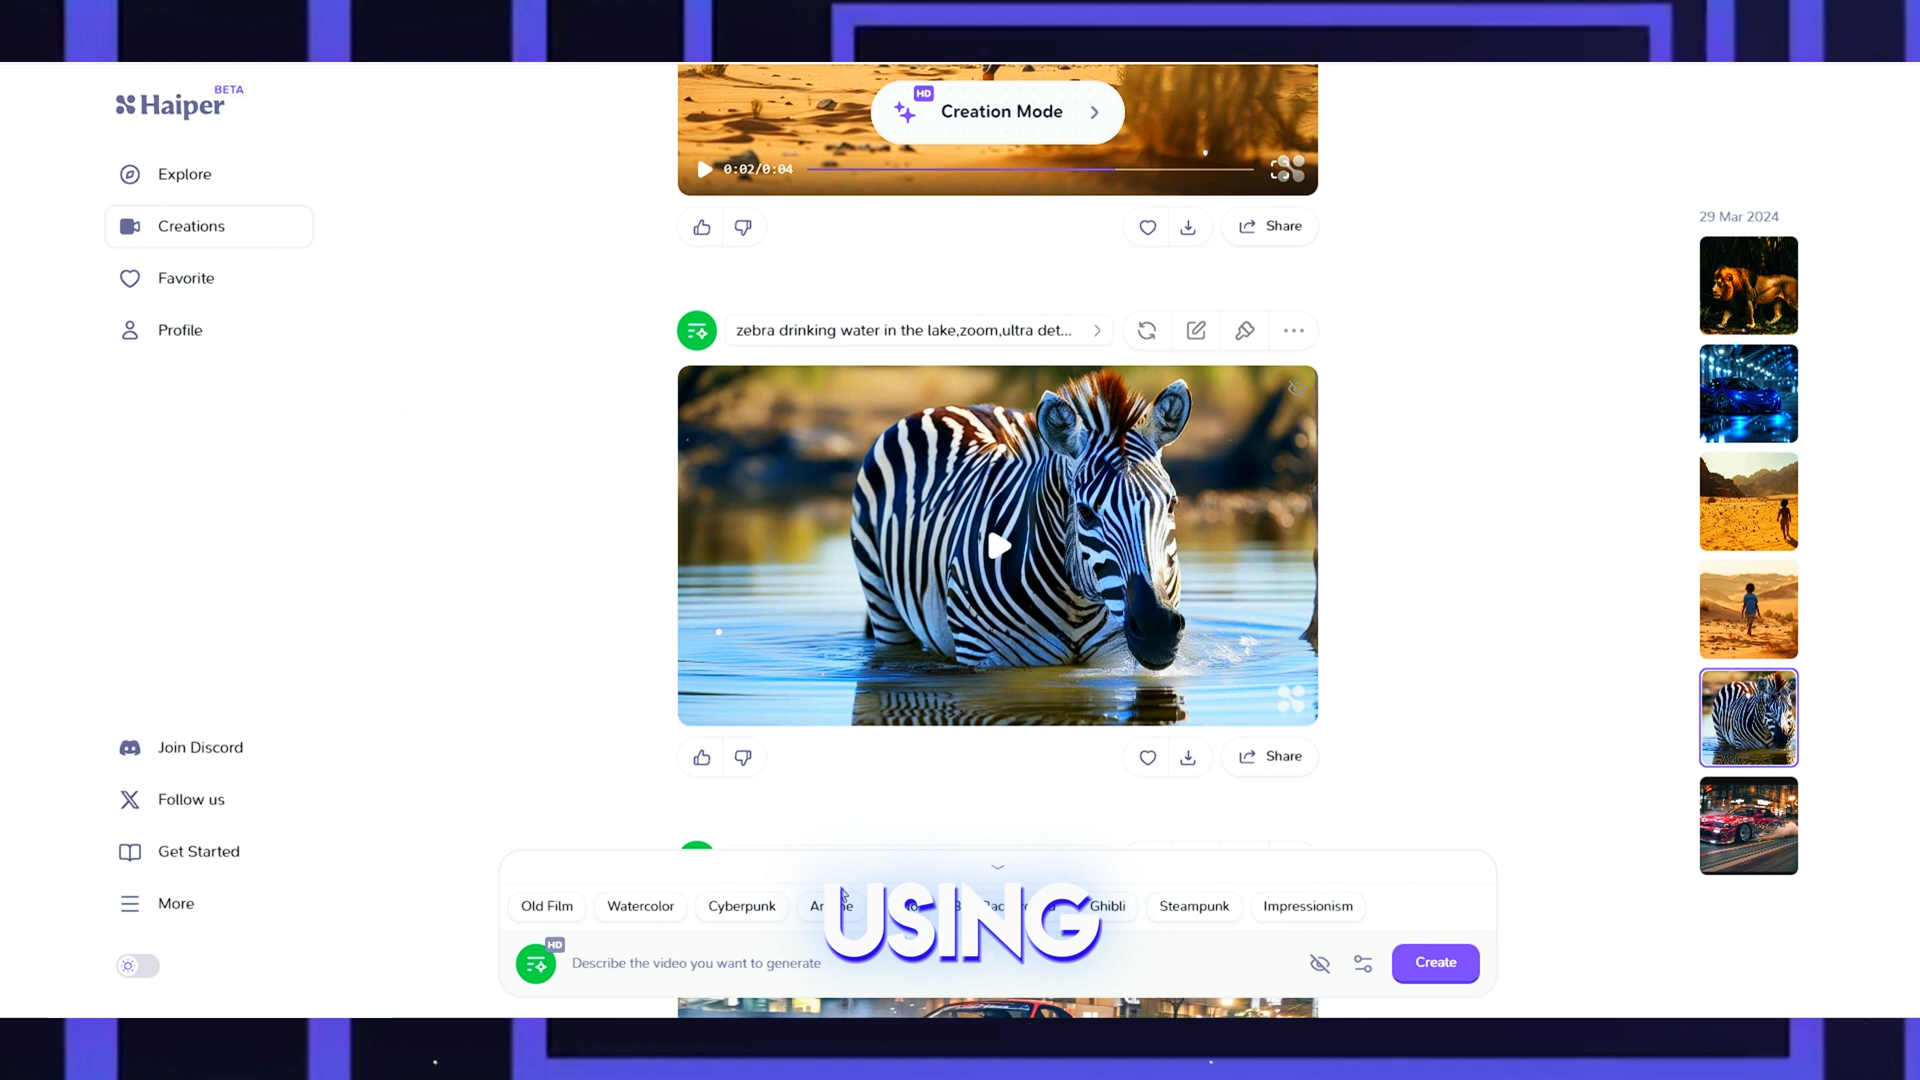 BETA
Haiper
HD
Creation Mode
0:02/0:04
Explore
Creations
Favorite
Profile
Share
29 Mar 2024
zebra drinking water in the lake,zoom,ultra det...
Share
Join Discord
Follow us
Get Started
More
Old Film
Watercolor
Cyberpunk
Ghibli
Steampunk
Impressionism
USING
HD
Describe the video you want to generate
Create